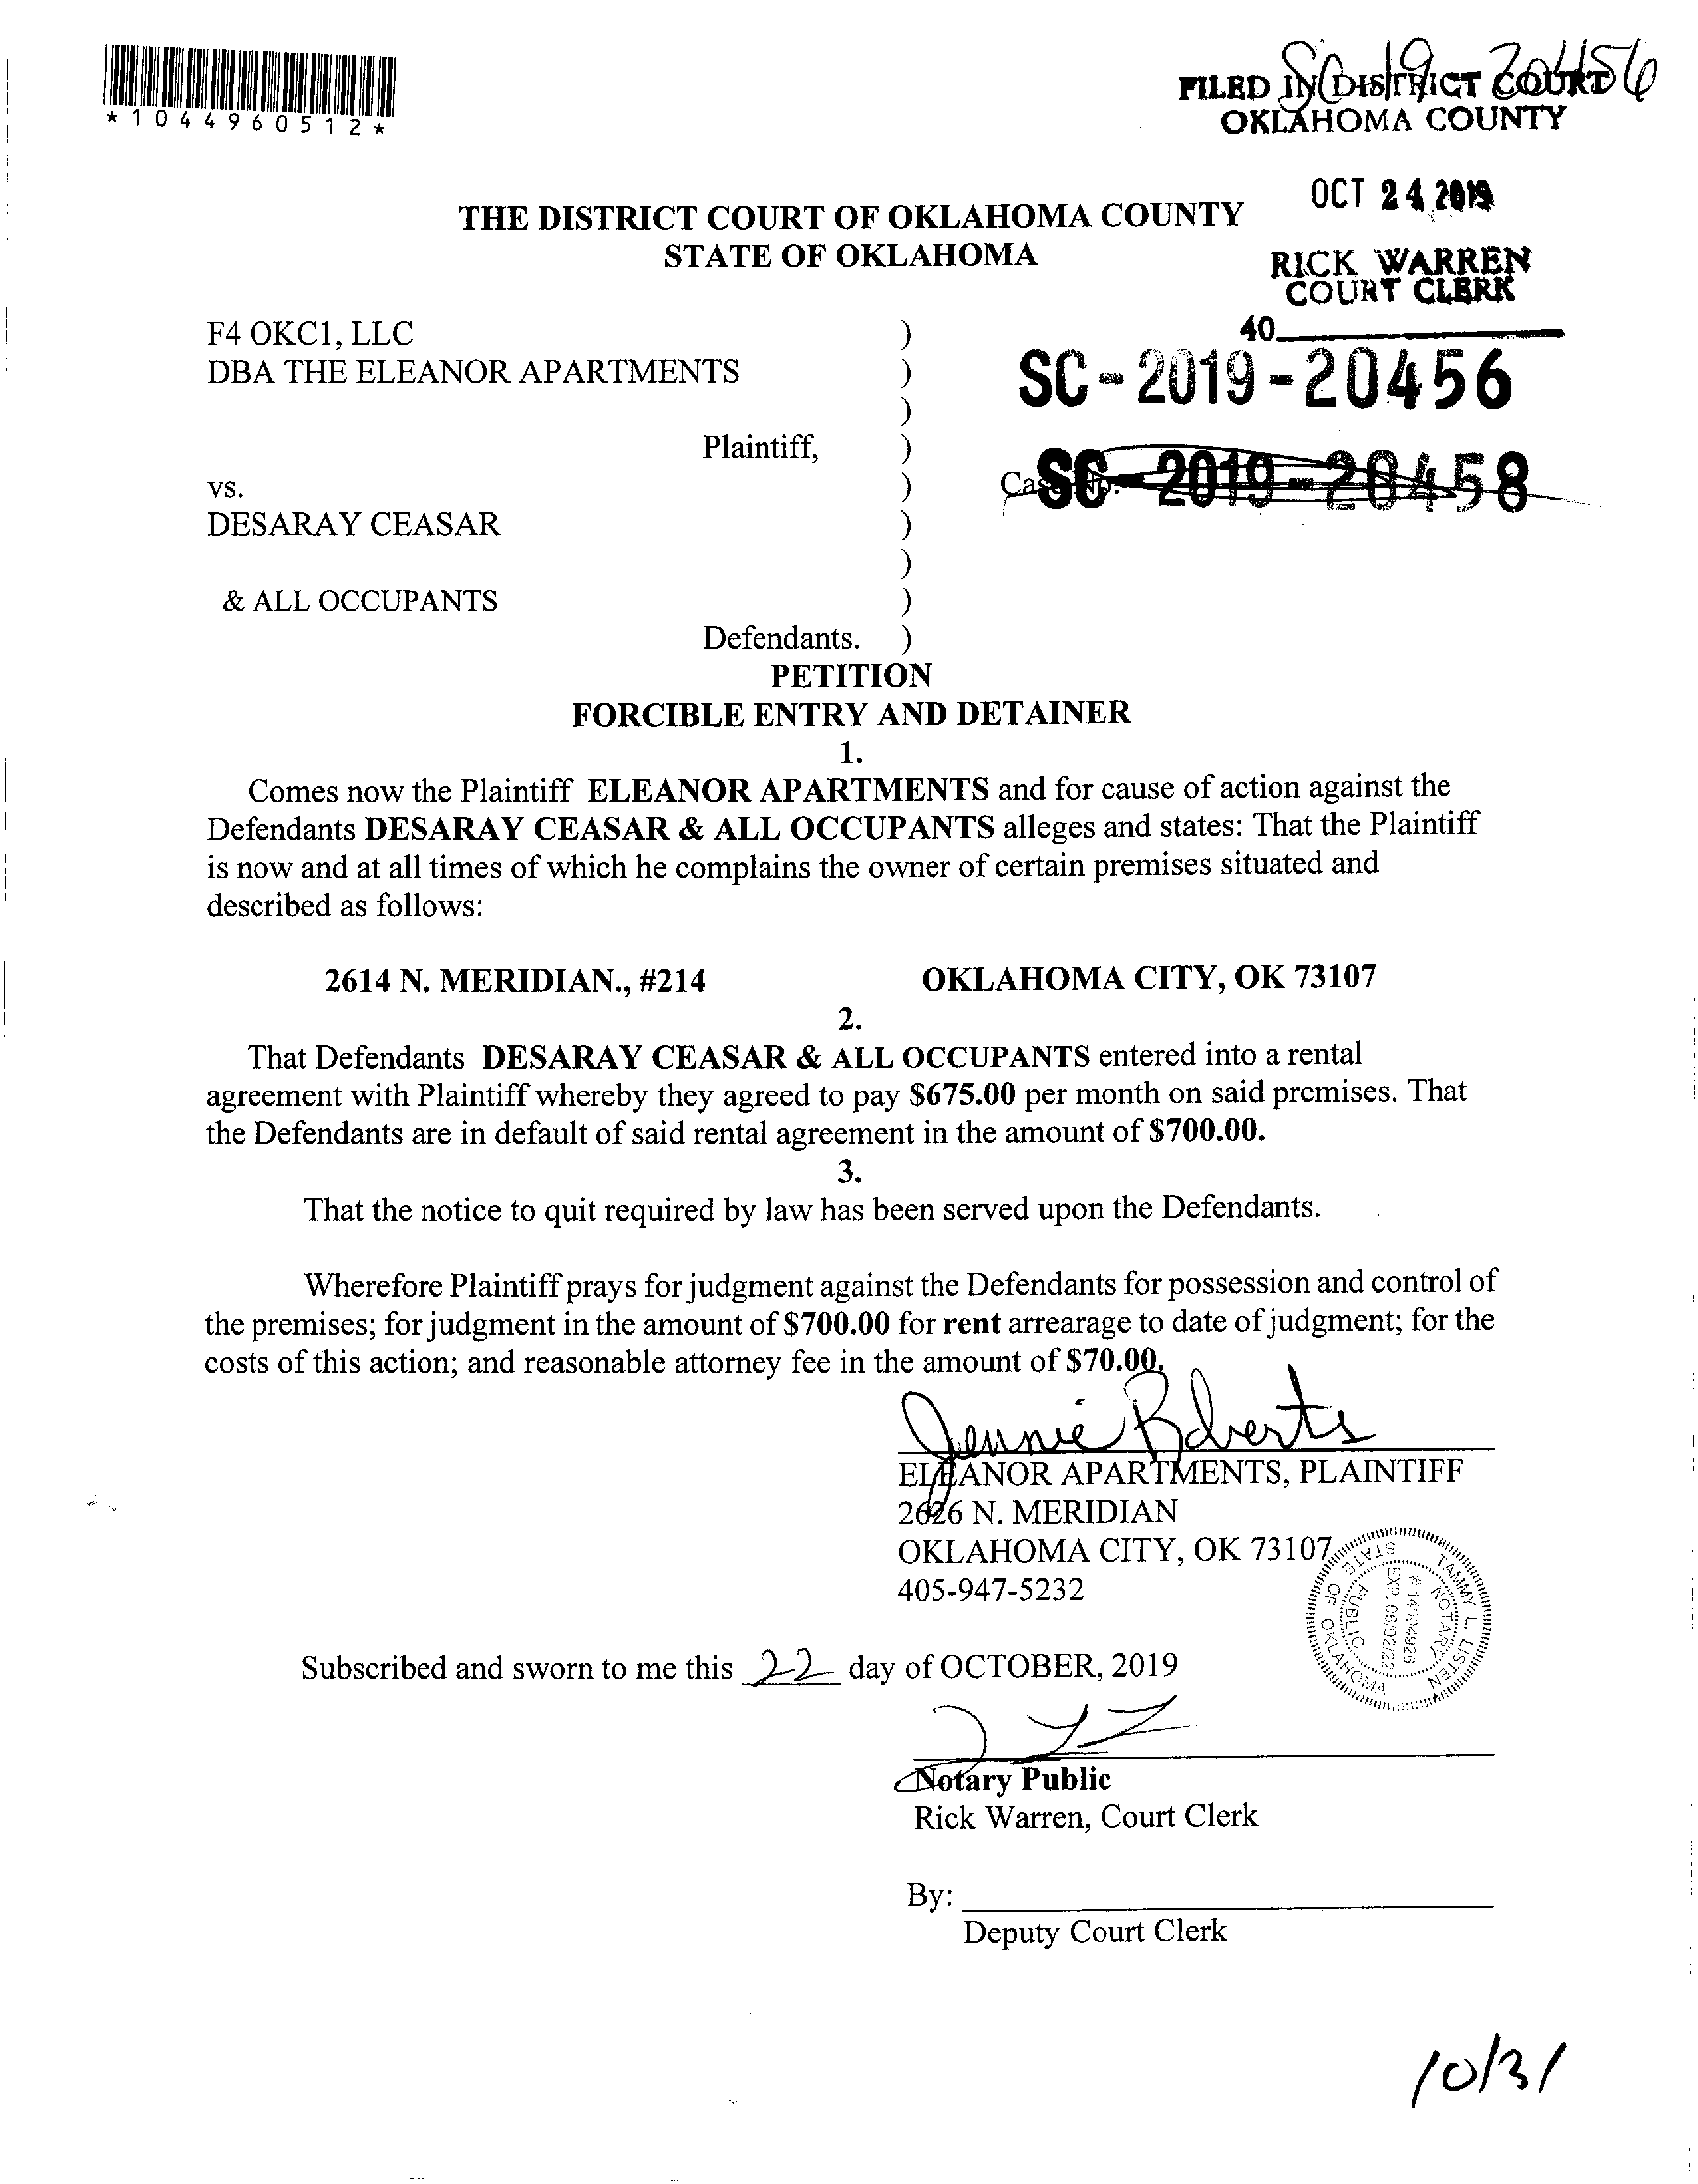 *1044960512*
SC 19 20456
FILED IN DISTRICT COURT
OKLAHOMA COUNTY
OCT 24 2019
RICK WARREN
COURT CLERK
40
THE DISTRICT COURT OF OKLAHOMA COUNTY
STATE OF OKLAHOMA
F4 OKC1, LLC )
DBA THE ELEANOR APARTMENTS )
)
SC-2019-20456
Plaintiff, )
vs. )
Case No. SC-2019-20458
DESARAY CEASAR )
)
& ALL OCCUPANTS )
Defendants. )
PETITION
FORCIBLE ENTRY AND DETAINER
1.
Comes now the Plaintiff ELEANOR APARTMENTS and for cause of action against the
Defendants DESARAY CEASAR & ALL OCCUPANTS alleges and states: That the Plaintiff
is now and at all times of which he complains the owner of certain premises situated and
described as follows:
2614 N. MERIDIAN., #214 OKLAHOMA CITY, OK 73107
2.
That Defendants DESARAY CEASAR & ALL OCCUPANTS entered into a rental
agreement with Plaintiff whereby they agreed to pay $675.00 per month on said premises. That
the Defendants are in default of said rental agreement in the amount of $700.00.
3.
That the notice to quit required by law has been served upon the Defendants.
Wherefore Plaintiff prays for judgment against the Defendants for possession and control of
the premises; for judgment in the amount of $700.00 for rent arrearage to date of judgment; for the
costs of this action; and reasonable attorney fee in the amount of $70.00.
Jennie Roberts
ELEANOR APARTMENTS, PLAINTIFF
2626 N. MERIDIAN
OKLAHOMA CITY, OK 73107
405-947-5232
TAMMY L. LISTEN
NOTARY PUBLIC
STATE OF OKLAHOMA
Subscribed and sworn to me this 22 day of OCTOBER, 2019
Notary Public
Rick Warren, Court Clerk
By:
Deputy Court Clerk
10/31